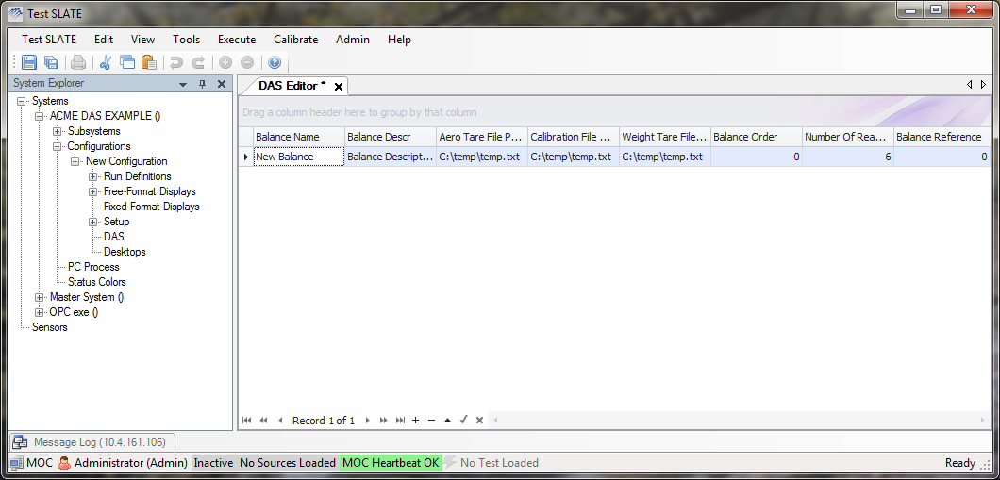 Test SLATE
Test SLATE Edit View Tools Execute Calibrate Admin Help
System Explorer
Systems
ACME DAS EXAMPLE ()
Subsystems
Configurations
New Configuration
Run Definitions
Free-Format Displays
Fixed-Format Displays
Setup
DAS
Desktops
PC Process
Status Colors
Master System ()
OPC exe ()
Sensors
DAS Editor *
Drag a column header here to group by that column
Balance Name Balance Descr Aero Tare File P... Calibration File ... Weight Tare File... Balance Order Number Of Rea... Balance Reference
New Balance Balance Descript... C:\temp\temp.txt C:\temp\temp.txt C:\temp\temp.txt 0 6 0
Record 1 of 1
Message Log (10.4.161.106)
MOC Administrator (Admin) Inactive No Sources Loaded MOC Heartbeat OK No Test Loaded Ready